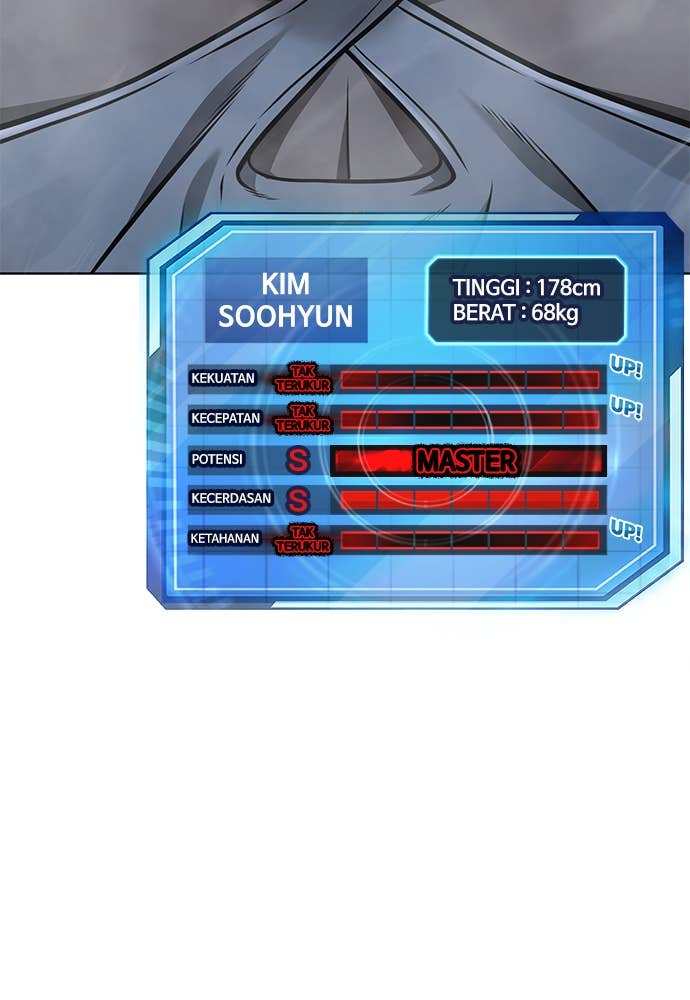 KIM
SOOHYUN
TINGGI : 178cm
BERAT : 68kg
KEKUATAN TAK TERUKUR UP!
KECEPATAN TAK TERUKUR UP!
POTENSI S MASTER
KECERDASAN S
KETAHANAN TAK TERUKUR UP!